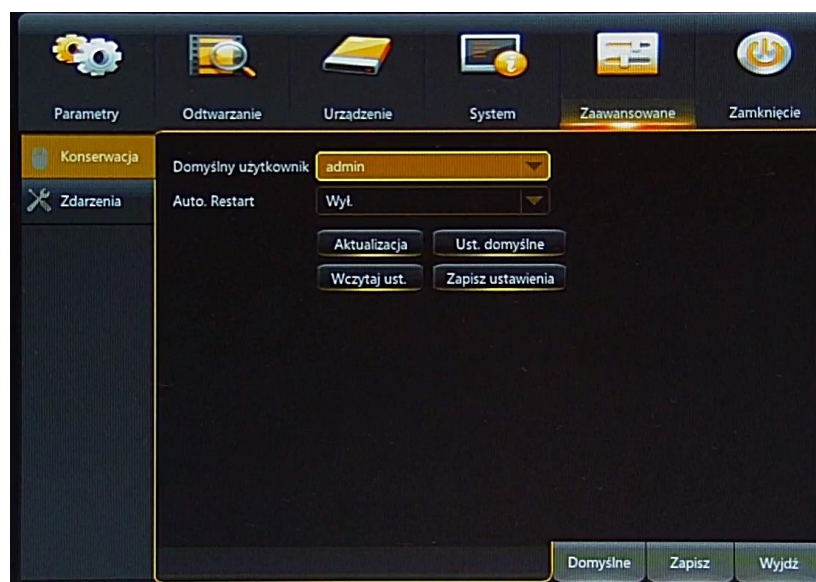 Parametry Odtwarzanie Urządzenie System Zaawansowane Zamknięcie
Konserwacja
Zdarzenia
Domyślny użytkownik admin
Auto. Restart Wył.
Aktualizacja Ust. domyślne
Wczytaj ust. Zapisz ustawienia
Domyślne Zapisz Wyjdź